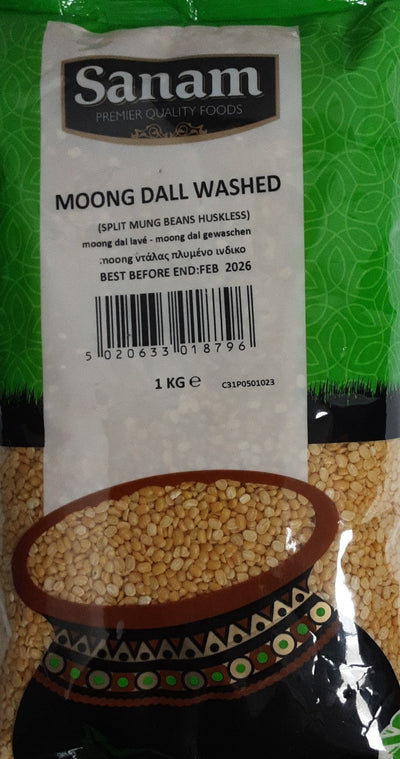 Sanam
PREMIER QUALITY FOODS
MOONG DALL WASHED
(SPLIT MUNG BEANS HUSKLESS)
moong dal lavé - moong dal gewaschen
.moong ντάλας πλυμένο ινδικο
BEST BEFORE END:FEB 2026
5 020633 018796
1 KG ℮ C31P0501023